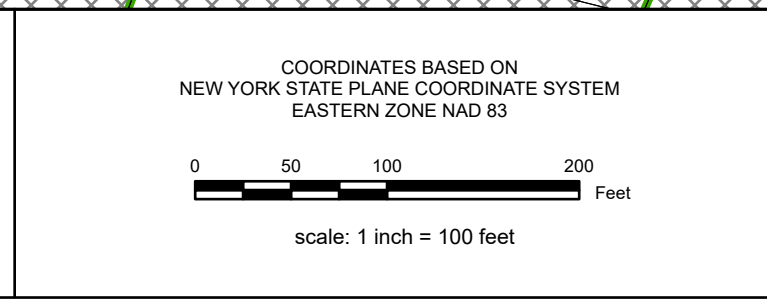 COORDINATES BASED ON
NEW YORK STATE PLANE COORDINATE SYSTEM
EASTERN ZONE NAD 83
0 50 100 200
Feet
scale: 1 inch = 100 feet